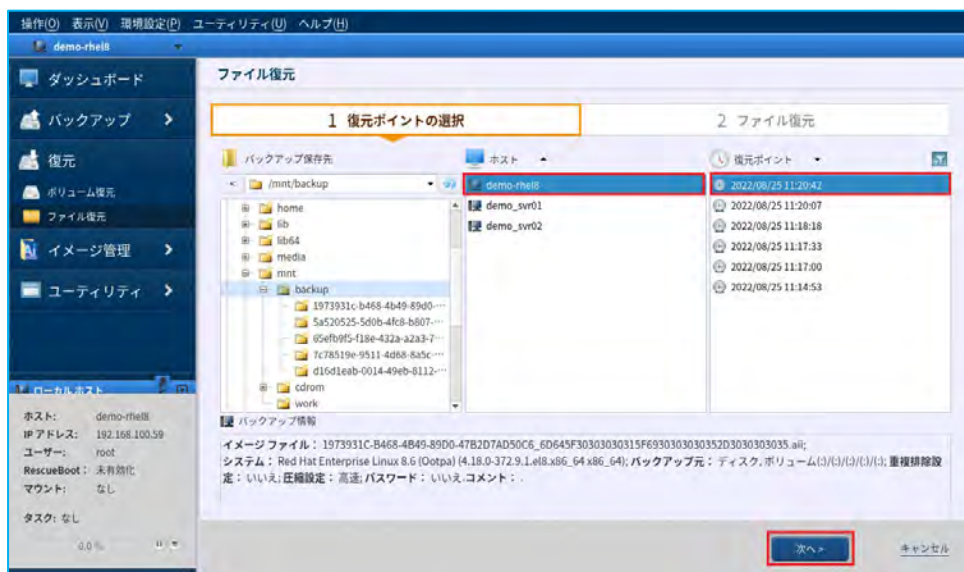 操作(O) 表示(V) 環境設定(P) ユーティリティ(U) ヘルプ(H)
demo-rhel8
ダッシュボード
バックアップ
復元
ボリューム復元
ファイル復元
イメージ管理
ユーティリティ
ローカルホスト
ホスト: demo-rhel8
IP アドレス: 192.168.100.59
ユーザー: root
RescueBoot: 未有効化
マウント: なし
タスク: なし
0.0 %
ファイル復元
1 復元ポイントの選択
2 ファイル復元
バックアップ保存先
/mnt/backup
home
lib
lib64
media
mnt
backup
1973931c-b468-4b49-89d0-…
5a520525-5d0b-4fc8-b807-…
65efb9f5-f18e-432a-a2a3-7…
7c78519e-9511-4d68-8a5c-…
d16d1eab-0014-49eb-8112-…
cdrom
work
ホスト
demo-rhel8
demo_svr01
demo_svr02
復元ポイント
2022/08/25 11:20:42
2022/08/25 11:20:07
2022/08/25 11:18:18
2022/08/25 11:17:33
2022/08/25 11:17:00
2022/08/25 11:14:53
バックアップ情報
イメージ ファイル: 1973931C-B468-4B49-89D0-47B2D7AD50C6_6D645F30303030315F6930303030352D3030303035.aii;
システム: Red Hat Enterprise Linux 8.6 (Ootpa) (4.18.0-372.9.1.el8.x86_64 x86_64); バックアップ元: ディスク, ボリューム(:)/(:)/(:)/(:)/(:); 重複排除設
定: いいえ; 圧縮設定: 高速; パスワード: いいえ コメント: .
次へ >
キャンセル